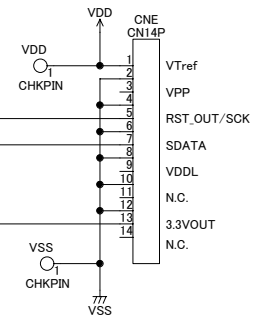 VDD
CNE
CN14P
VDD
1
CHKPIN
1
VTref
2
3
VPP
4
5
RST_OUT/SCK
6
7
SDATA
8
9
VDDL
10
11
N.C.
12
13
3.3VOUT
14
N.C.
VSS
1
CHKPIN
VSS